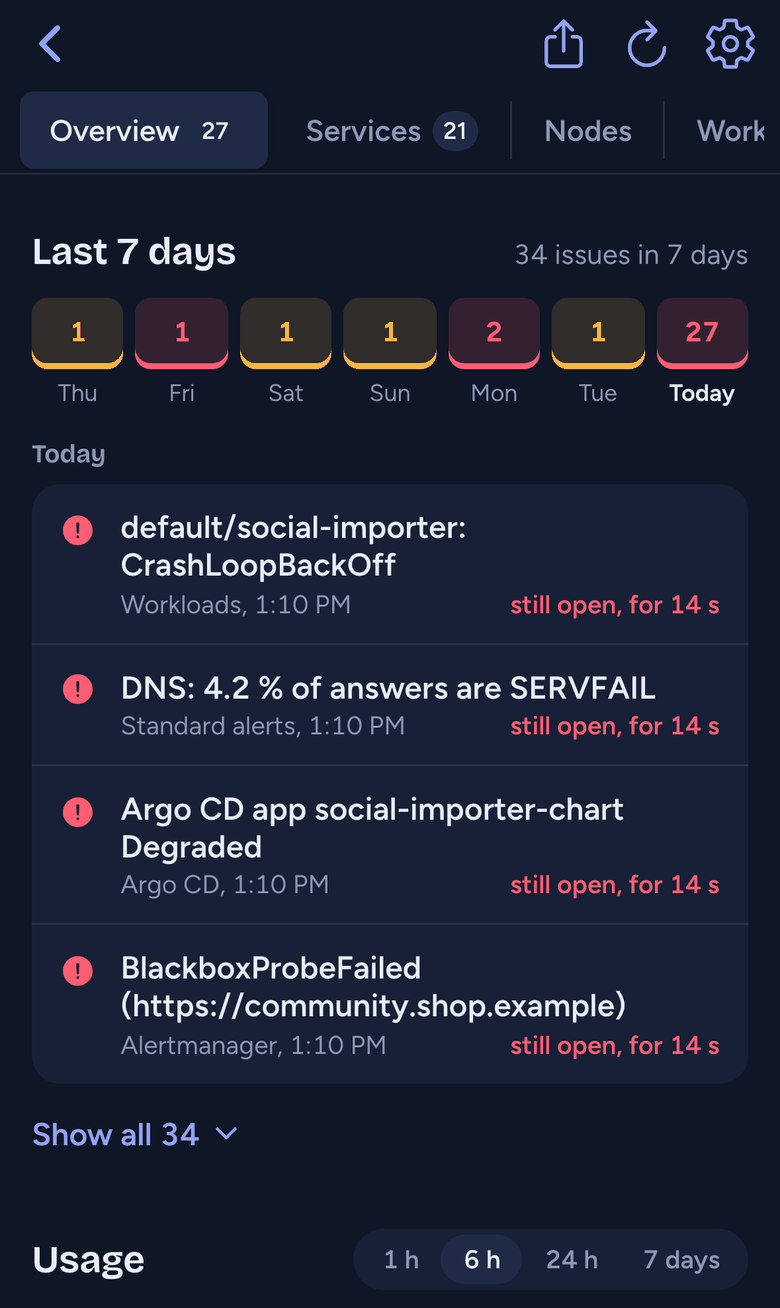 Overview 27 Services 21 Nodes Work
Last 7 days 34 issues in 7 days
1 1 1 1 2 1 27
Thu Fri Sat Sun Mon Tue Today
Today
! default/social-importer:
CrashLoopBackOff
Workloads, 1:10 PM still open, for 14 s
! DNS: 4.2 % of answers are SERVFAIL
Standard alerts, 1:10 PM still open, for 14 s
! Argo CD app social-importer-chart
Degraded
Argo CD, 1:10 PM still open, for 14 s
! BlackboxProbeFailed
(https://community.shop.example)
Alertmanager, 1:10 PM still open, for 14 s
Show all 34
Usage 1 h 6 h 24 h 7 days